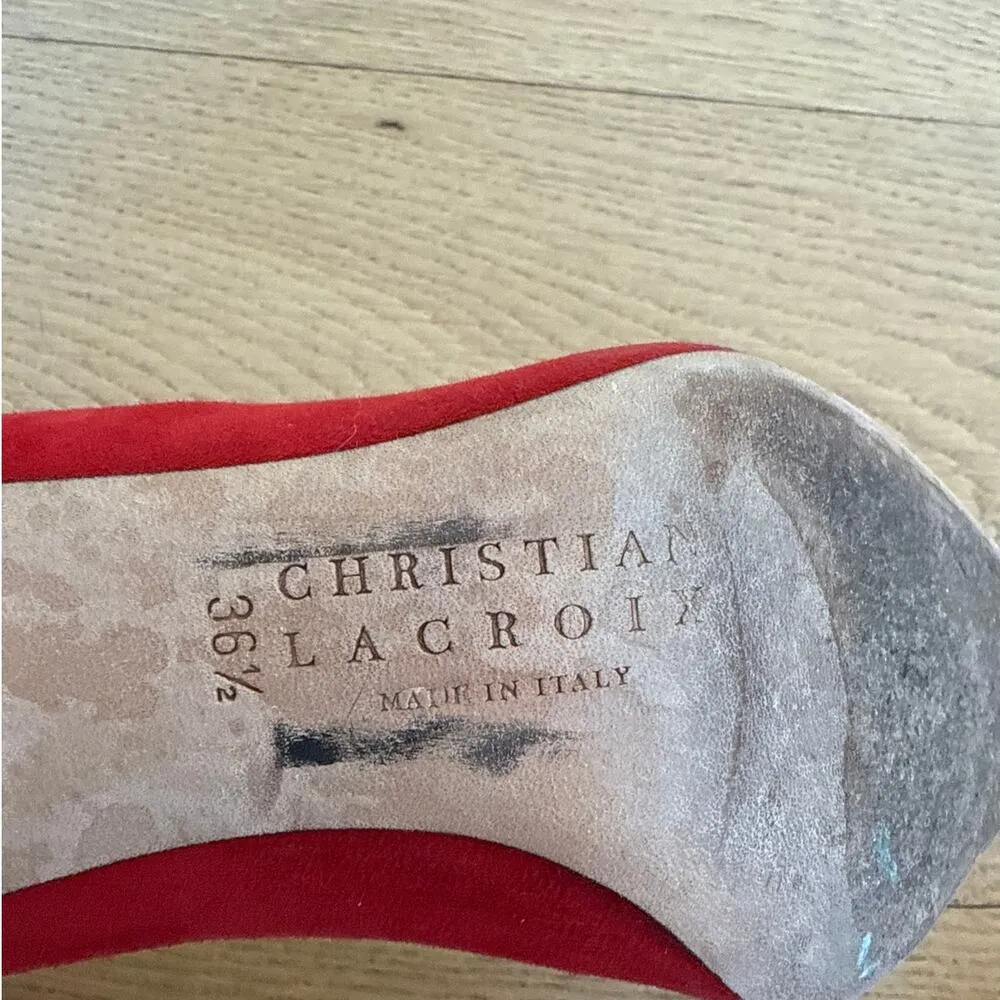 CHRISTIAN
LACROIX
MADE IN ITALY
36½